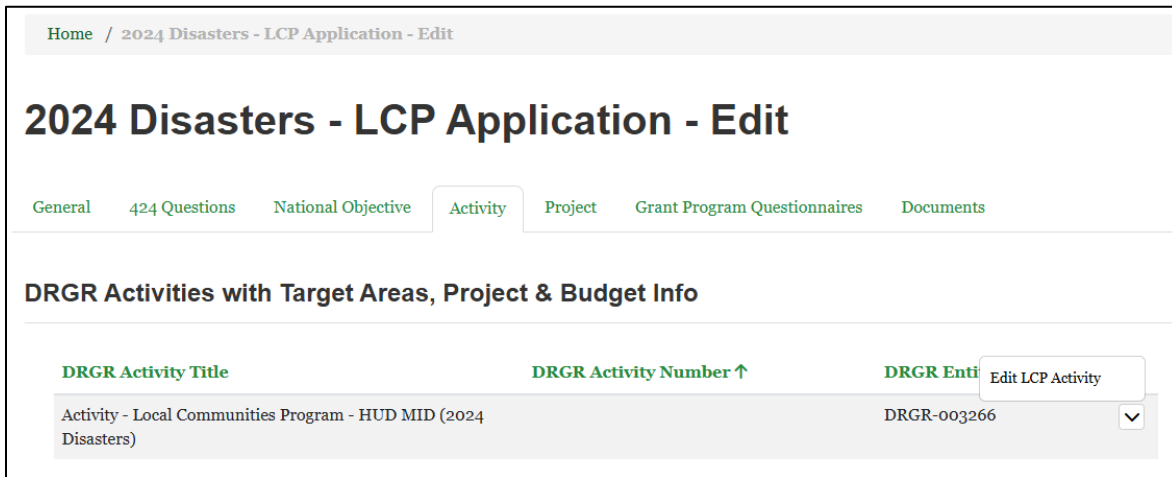 Home / 2024 Disasters - LCP Application - Edit
2024 Disasters - LCP Application - Edit
General 424 Questions National Objective Activity Project Grant Program Questionnaires Documents
DRGR Activities with Target Areas, Project & Budget Info
DRGR Activity Title DRGR Activity Number ↑ DRGR Enti
Edit LCP Activity
Activity - Local Communities Program - HUD MID (2024 DRGR-003266
Disasters)